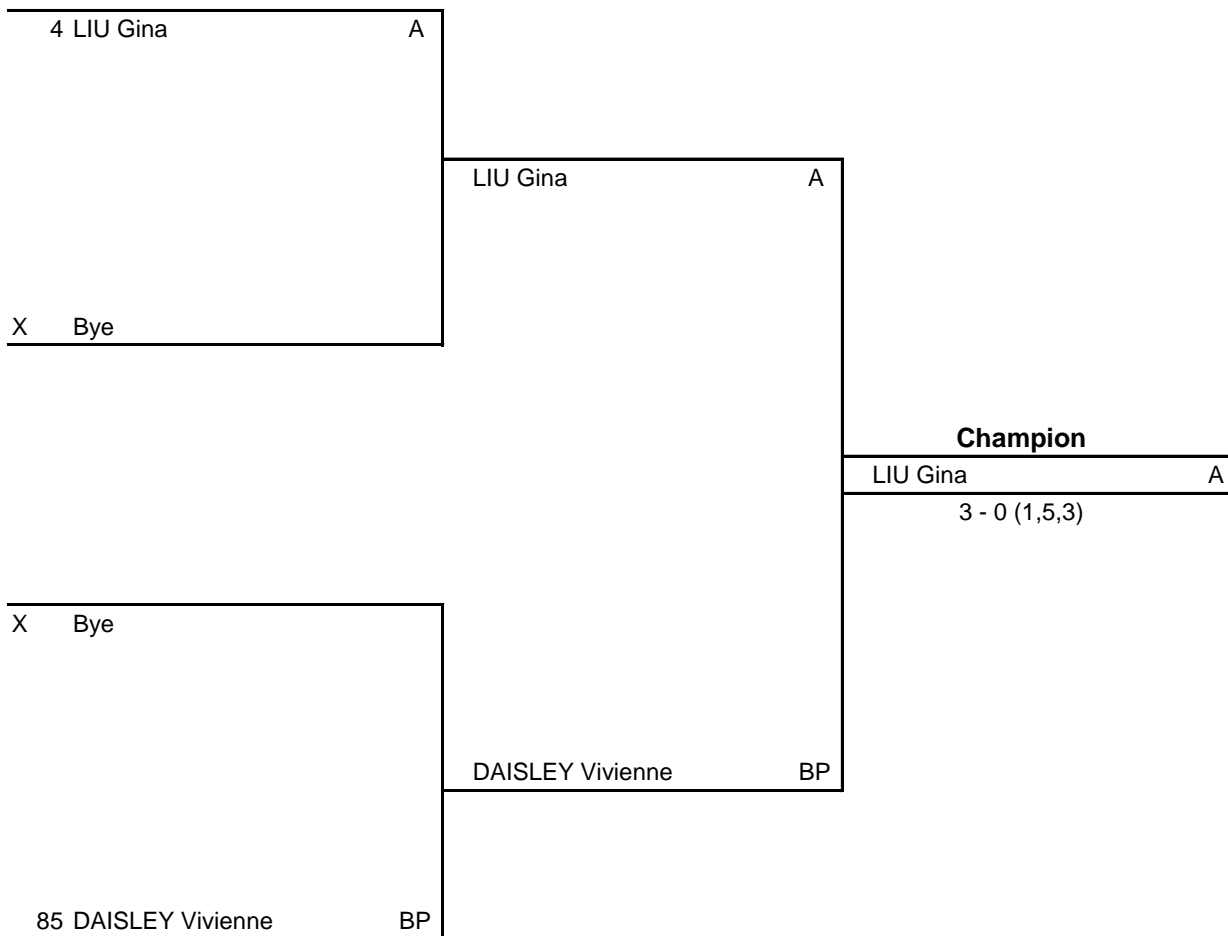 4 LIU Gina A
LIU Gina A
X Bye
Champion
LIU Gina A
3 - 0 (1,5,3)
X Bye
DAISLEY Vivienne BP
85 DAISLEY Vivienne BP